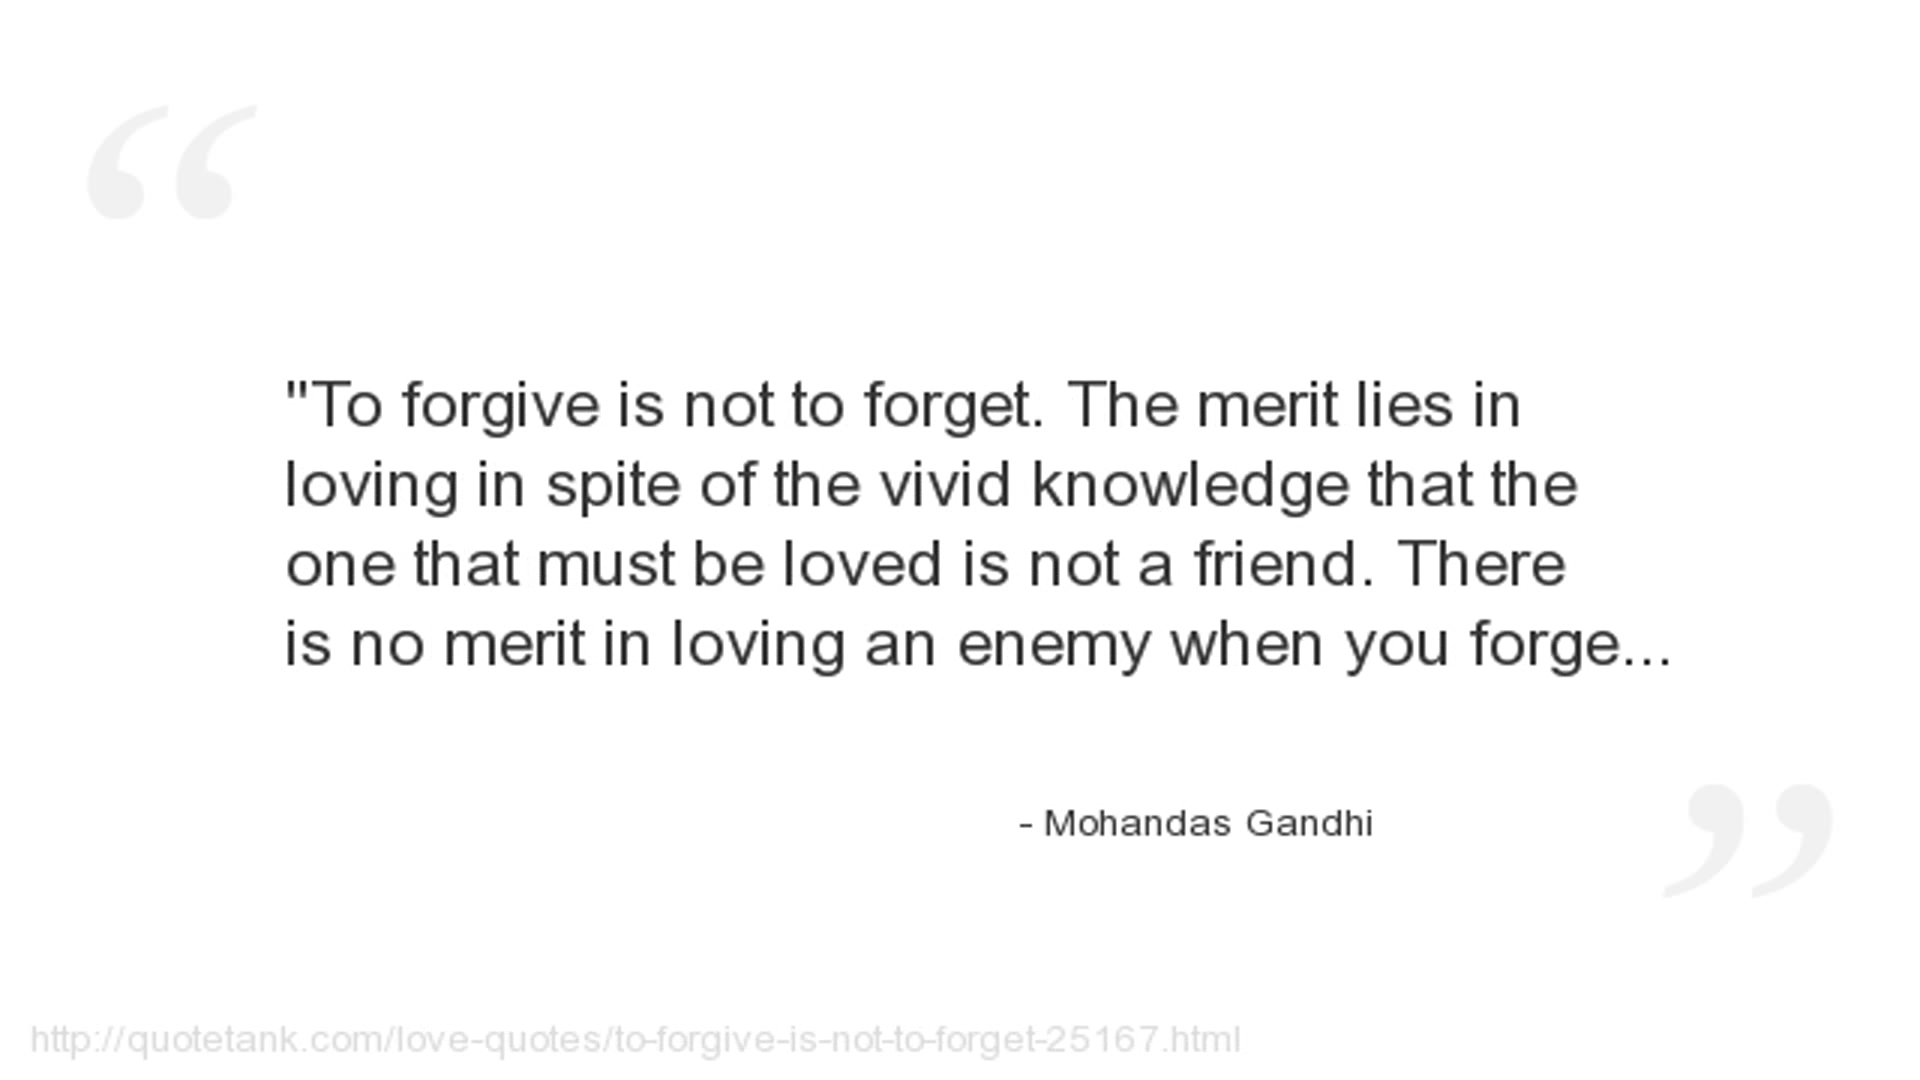 "To forgive is not to forget. The merit lies in
loving in spite of the vivid knowledge that the
one that must be loved is not a friend. There
is no merit in loving an enemy when you forge...
- Mohandas Gandhi
http://quotetank.com/love-quotes/to-forgive-is-not-to-forget-25167.html